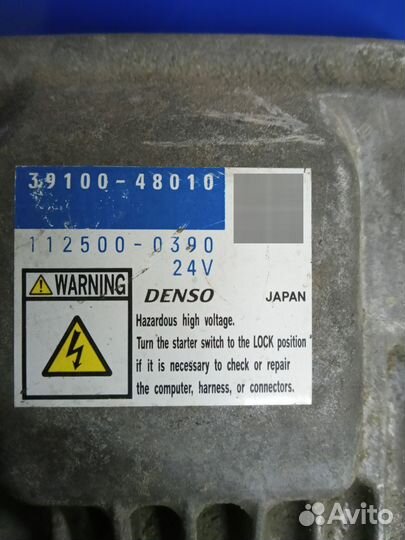 39100-48010
112500-0390
24V
WARNING
DENSO JAPAN
Hazardous high voltage.
Turn the starter switch to the LOCK position
if it is necessary to check or repair
the computer, harness, or connectors.
Avito